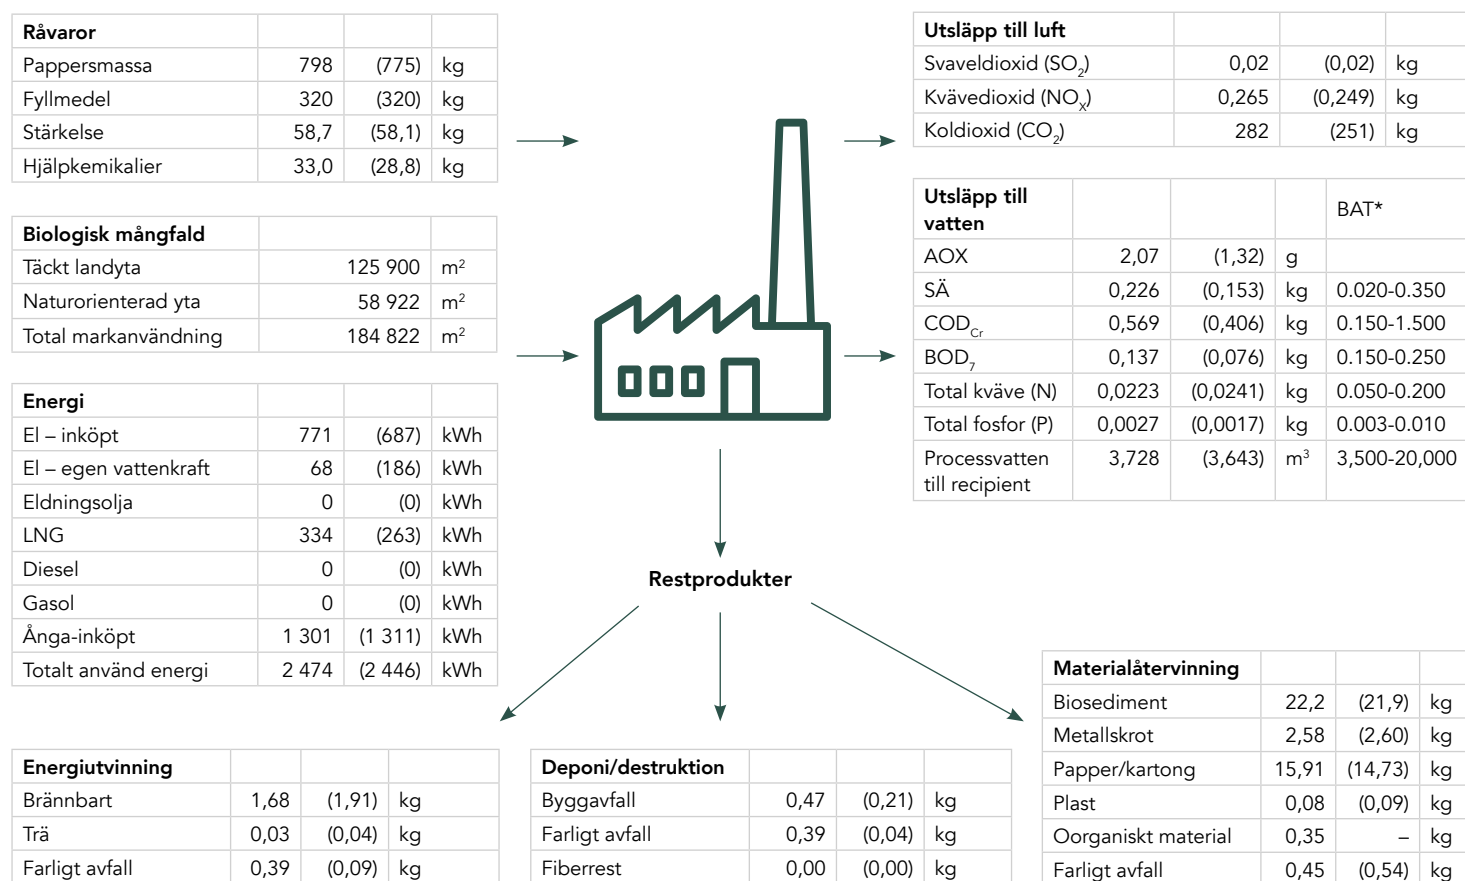 Råvaror
Pappersmassa 798 (775) kg
Fyllmedel 320 (320) kg
Stärkelse 58,7 (58,1) kg
Hjälpkemikalier 33,0 (28,8) kg
Biologisk mångfald
Täckt landyta 125 900 m²
Naturorienterad yta 58 922 m²
Total markanvändning 184 822 m²
Energi
El – inköpt 771 (687) kWh
El – egen vattenkraft 68 (186) kWh
Eldningsolja 0 (0) kWh
LNG 334 (263) kWh
Diesel 0 (0) kWh
Gasol 0 (0) kWh
Ånga-inköpt 1 301 (1 311) kWh
Totalt använd energi 2 474 (2 446) kWh
Utsläpp till luft
Svaveldioxid (SO₂) 0,02 (0,02) kg
Kvävedioxid (NOₓ) 0,265 (0,249) kg
Koldioxid (CO₂) 282 (251) kg
Utsläpp till
vatten BAT*
AOX 2,07 (1,32) g
SÄ 0,226 (0,153) kg 0.020-0.350
COD Cr 0,569 (0,406) kg 0.150-1.500
BOD₇ 0,137 (0,076) kg 0.150-0.250
Total kväve (N) 0,0223 (0,0241) kg 0.050-0.200
Total fosfor (P) 0,0027 (0,0017) kg 0.003-0.010
Processvatten 3,728 (3,643) m³ 3,500-20,000
till recipient
Restprodukter
Energiutvinning
Brännbart 1,68 (1,91) kg
Trä 0,03 (0,04) kg
Farligt avfall 0,39 (0,09) kg
Deponi/destruktion
Byggavfall 0,47 (0,21) kg
Farligt avfall 0,39 (0,04) kg
Fiberrest 0,00 (0,00) kg
Materialåtervinning
Biosediment 22,2 (21,9) kg
Metallskrot 2,58 (2,60) kg
Papper/kartong 15,91 (14,73) kg
Plast 0,08 (0,09) kg
Oorganiskt material 0,35 – kg
Farligt avfall 0,45 (0,54) kg